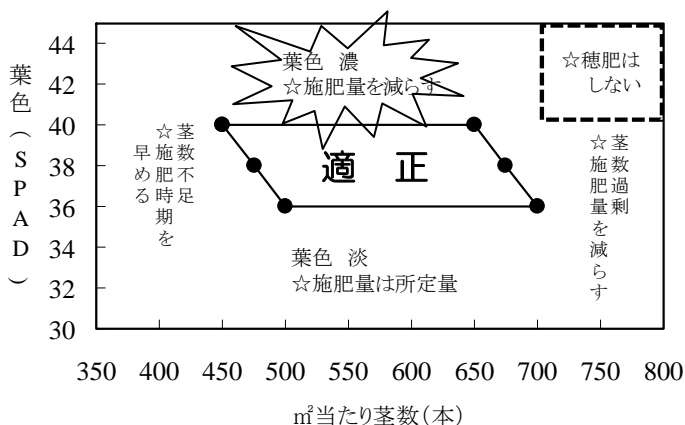 葉色(SPAD)
44
42
40
38
36
34
32
30
葉色 濃
☆施肥量を減らす
☆穂肥は
しない
茎数不足
☆施肥時期を
早める
適 正
茎数過剰
☆施肥量を減らす
葉色 淡
☆施肥量は所定量
350 400 450 500 550 600 650 700 750 800
㎡当たり茎数(本)